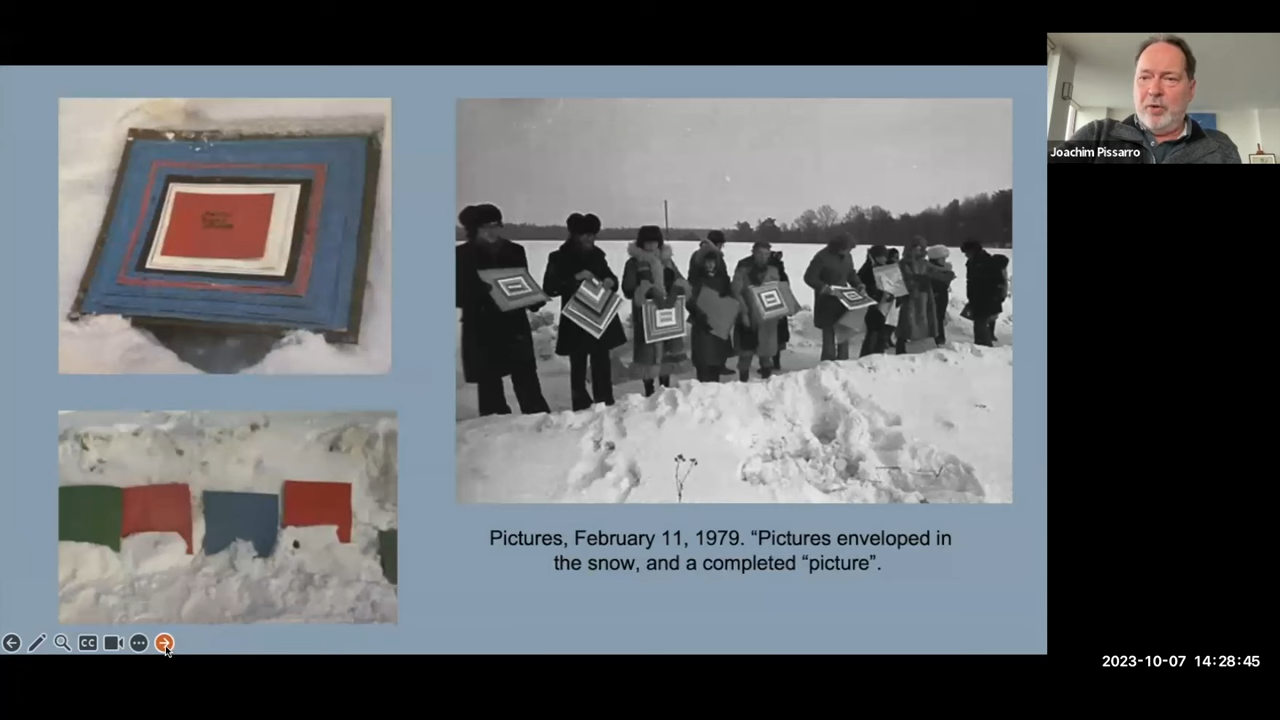 Joachim Pissarro
Pictures, February 11, 1979. “Pictures enveloped in
the snow, and a completed “picture”.
CC
2023-10-07 14:28:45